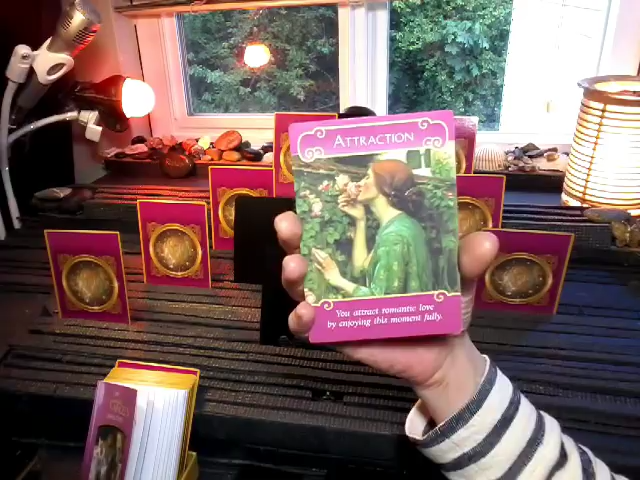 ATTRACTION
You attract romantic love
by enjoying this moment fully.